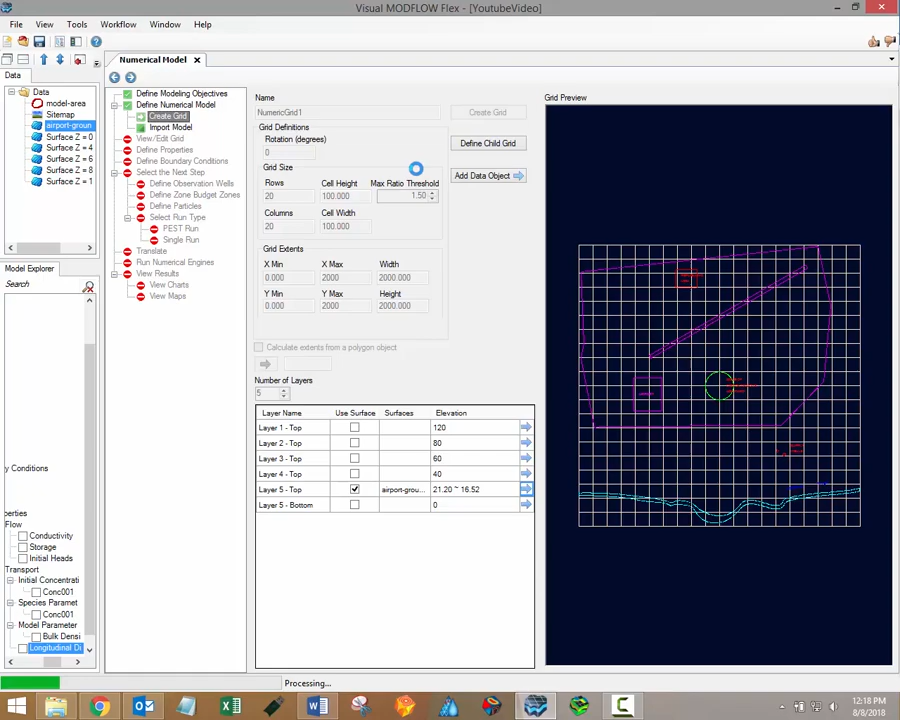 Visual MODFLOW Flex - [YoutubeVideo]
File View Tools Workflow Window Help
Numerical Model
Data
Data
model-area
Sitemap
airport-groun
Surface Z = 0
Surface Z = 4
Surface Z = 6
Surface Z = 8
Surface Z = 1
Model Explorer
Search
y Conditions
perties
Flow
Conductivity
Storage
Initial Heads
Transport
Initial Concentrati
Conc001
Species Paramet
Conc001
Model Parameter
Bulk Densi
Longitudinal Di
Define Modeling Objectives
Define Numerical Model
Create Grid
Import Model
View/Edit Grid
Define Properties
Define Boundary Conditions
Select the Next Step
Define Observation Wells
Define Zone Budget Zones
Define Particles
Select Run Type
PEST Run
Single Run
Translate
Run Numerical Engines
View Results
View Charts
View Maps
Name
NumericGrid1
Create Grid
Grid Definitions
Rotation (degrees)
0
Define Child Grid
Grid Size
Rows Cell Height Max Ratio Threshold
Add Data Object
20 100.000 1.50
Columns Cell Width
20 100.000
Grid Extents
X Min X Max Width
0.000 2000 2000.000
Y Min Y Max Height
0.000 2000 2000.000
Calculate extents from a polygon object
Number of Layers
5
Layer Name Use Surface Surfaces Elevation
Layer 1 - Top 120
Layer 2 - Top 80
Layer 3 - Top 60
Layer 4 - Top 40
Layer 5 - Top airport-grou... 21.20 ~ 16.52
Layer 5 - Bottom 0
Grid Preview
Processing...
12:18 PM
8/8/2018